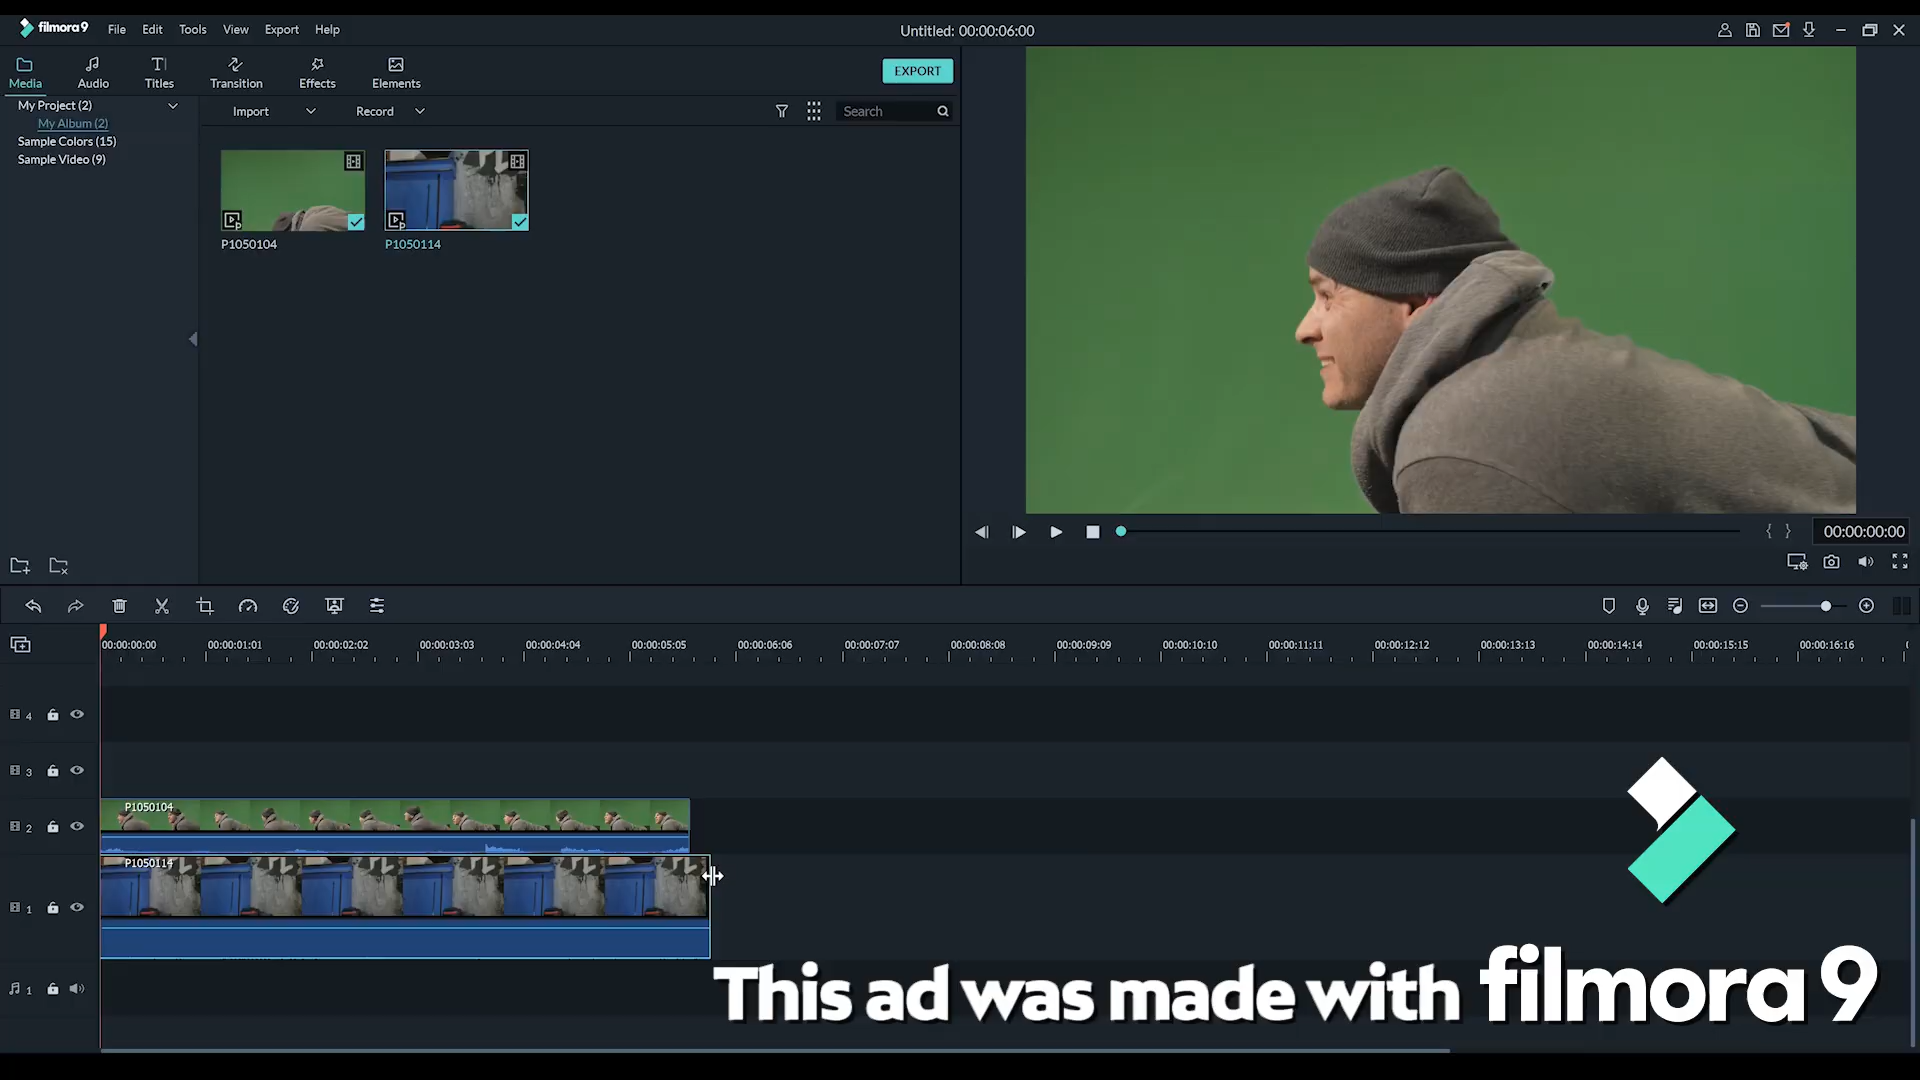 filmora 9
File Edit Tools View Export Help
Untitled: 00:00:06:00
Media Audio Titles Transition Effects Elements
EXPORT
My Project (2)
My Album (2)
Sample Colors (15)
Sample Video (9)
Import Record Search
P1050104 P1050114
{ } 00:00:00:00
00:00:00:00 00:00:01:01 00:00:02:02 00:00:03:03 00:00:04:04 00:00:05:05 00:00:06:06 00:00:07:07 00:00:08:08 00:00:09:09 00:00:10:10 00:00:11:11 00:00:12:12 00:00:13:13 00:00:14:14 00:00:15:15 00:00:16:16
4
3
P1050104
2
P1050114
1
1
This ad was made with filmora 9